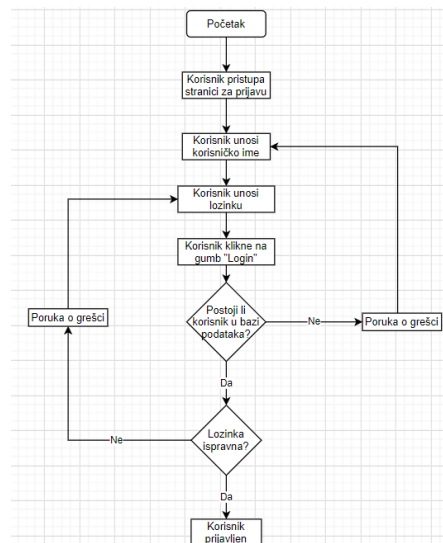 Početak
Korisnik pristupa
stranici za prijavu
Korisnik unosi
korisničko ime
Korisnik unosi
lozinku
Korisnik klikne na
gumb "Login"
Postoji li
korisnik u bazi
podataka?
Ne
Poruka o grešci
Poruka o grešci
Da
Lozinka
ispravna?
Ne
Da
Korisnik
prijavljen